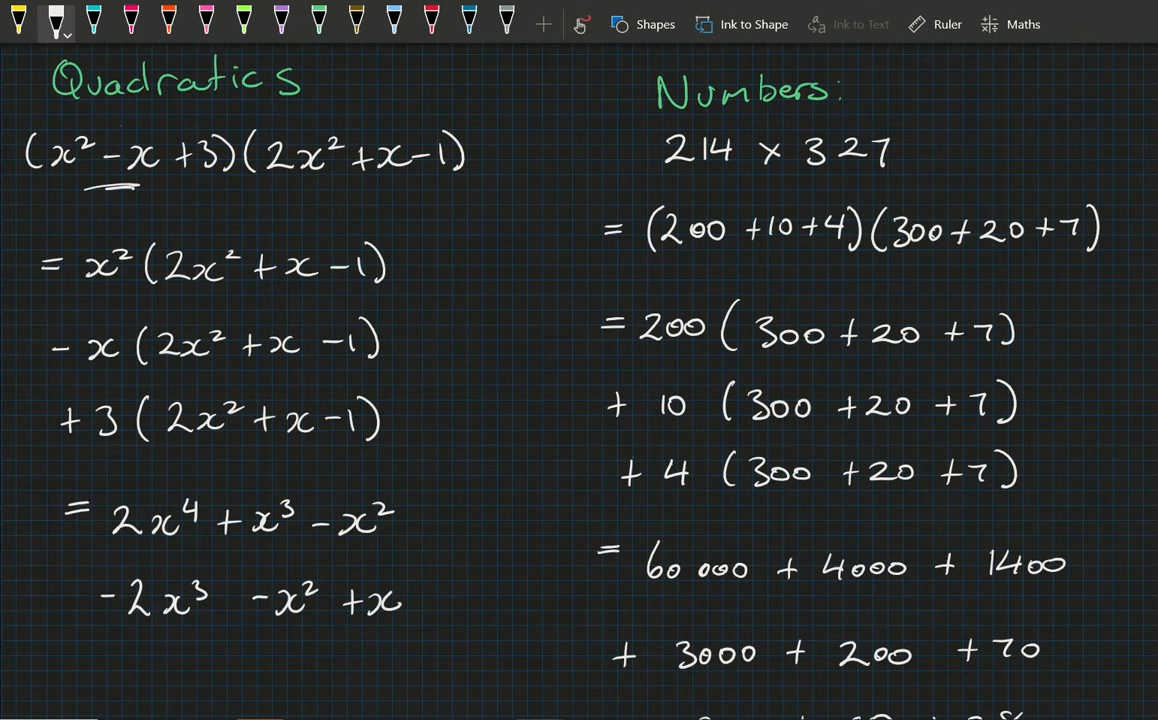 Shapes Ink to Shape Ink to Text Ruler Maths
Quadratics
(x² - x + 3)(2x² + x - 1)
= x² (2x² + x - 1)
- x (2x² + x - 1)
+ 3 (2x² + x - 1)
= 2x⁴ + x³ - x²
- 2x³ - x² + x
Numbers:
214 × 327
= (200 + 10 + 4)(300 + 20 + 7)
= 200 (300 + 20 + 7)
+ 10 (300 + 20 + 7)
+ 4 (300 + 20 + 7)
= 60 000 + 4000 + 1400
+ 3000 + 200 + 70